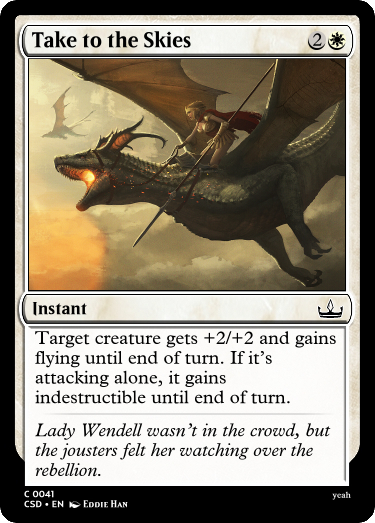 Take to the Skies 2
Instant
Target creature gets +2/+2 and gains
flying until end of turn. If it's
attacking alone, it gains
indestructible until end of turn.
Lady Wendell wasn't in the crowd, but
the jousters felt her watching over the
rebellion.
C 0041
CSD • EN Eddie Han
yeah